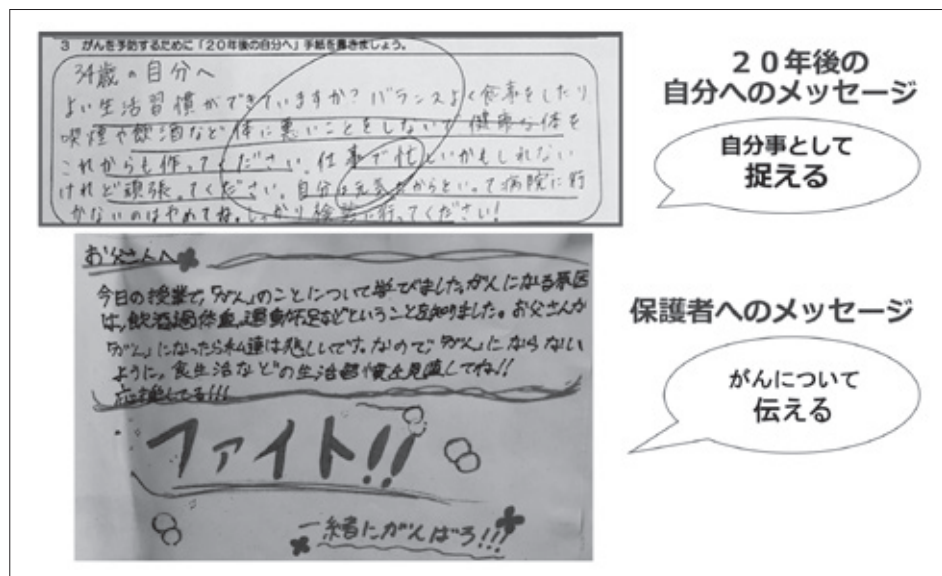 3 がんを予防するために「20年後の自分へ」手紙を書きましょう。
34歳の自分へ
よい生活習慣ができていますか?バランスよく食事をしたり
喫煙や飲酒など体に悪いことをしないで健康な体を
これからも作ってください。仕事で忙しいかもしれない
けれど頑張ってください。自分は元気だからといって病院に行
かないのはやめてね。しっかり検査に行ってください!
20年後の
自分へのメッセージ
自分事として
捉える
お父さんへ
今日の授業で、「がん」のことについて学びました。がんになる原因
は、飲酒過体重、運動不足などということを知りました。お父さんが
「がん」になったら私達は悲しいです。なので、「がん」にならない
ように、食生活などの生活習慣を見直してね!!
応援してる!!!
ファイト!!
一緒にがんばろ!!!
保護者へのメッセージ
がんについて
伝える